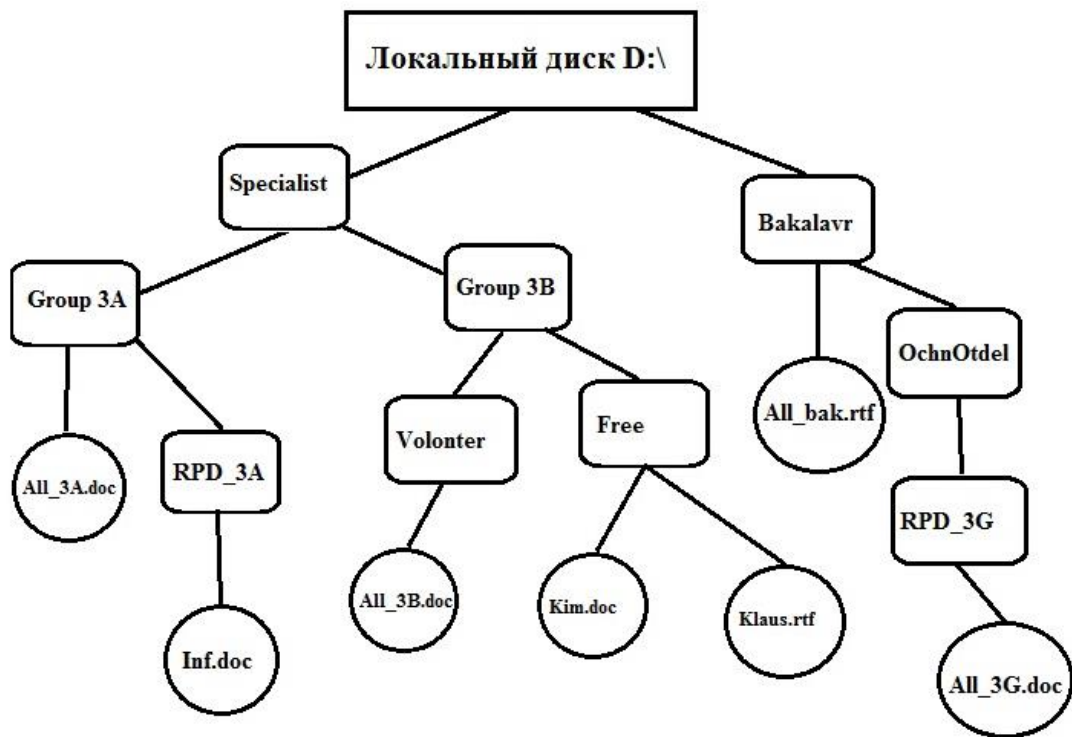 Локальный диск D:\
Specialist
Bakalavr
Group 3A
Group 3B
OchnOtdel
Volonter
Free
All_bak.rtf
All_3A.doc
RPD_3A
RPD_3G
All_3B.doc
Kim.doc
Klaus.rtf
Inf.doc
All_3G.doc